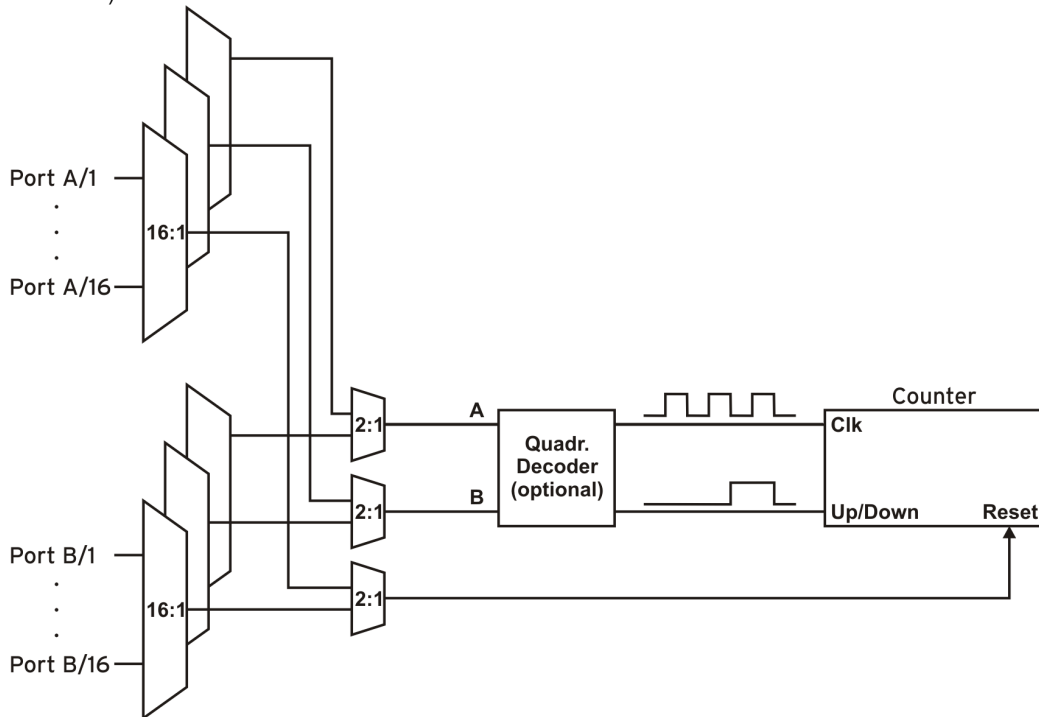 Port A/1
.
.
.
Port A/16
16:1
Port B/1
.
.
.
Port B/16
16:1
2:1
2:1
2:1
A
B
Quadr.
Decoder
(optional)
Counter
Clk
Up/Down
Reset